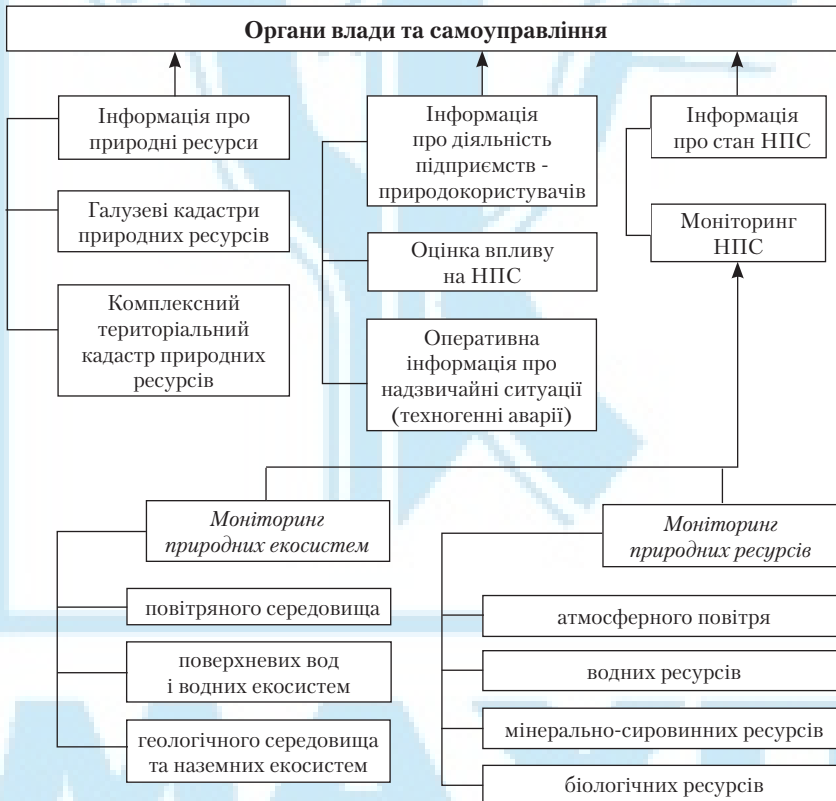 Органи влади та самоуправління
Інформація про
природні ресурси
Галузеві кадастри
природних ресурсів
Комплексний
територіальний
кадастр природних
ресурсів
Інформація
про діяльність
підприємств -
природокористувачів
Оцінка впливу
на НПС
Оперативна
інформація про
надзвичайні ситуації
(техногенні аварії)
Інформація
про стан НПС
Моніторинг
НПС
Моніторинг
природних екосистем
повітряного середовища
поверхневих вод
і водних екосистем
геологічного середовища
та наземних екосистем
Моніторинг
природних ресурсів
атмосферного повітря
водних ресурсів
мінерально-сировинних ресурсів
біологічних ресурсів